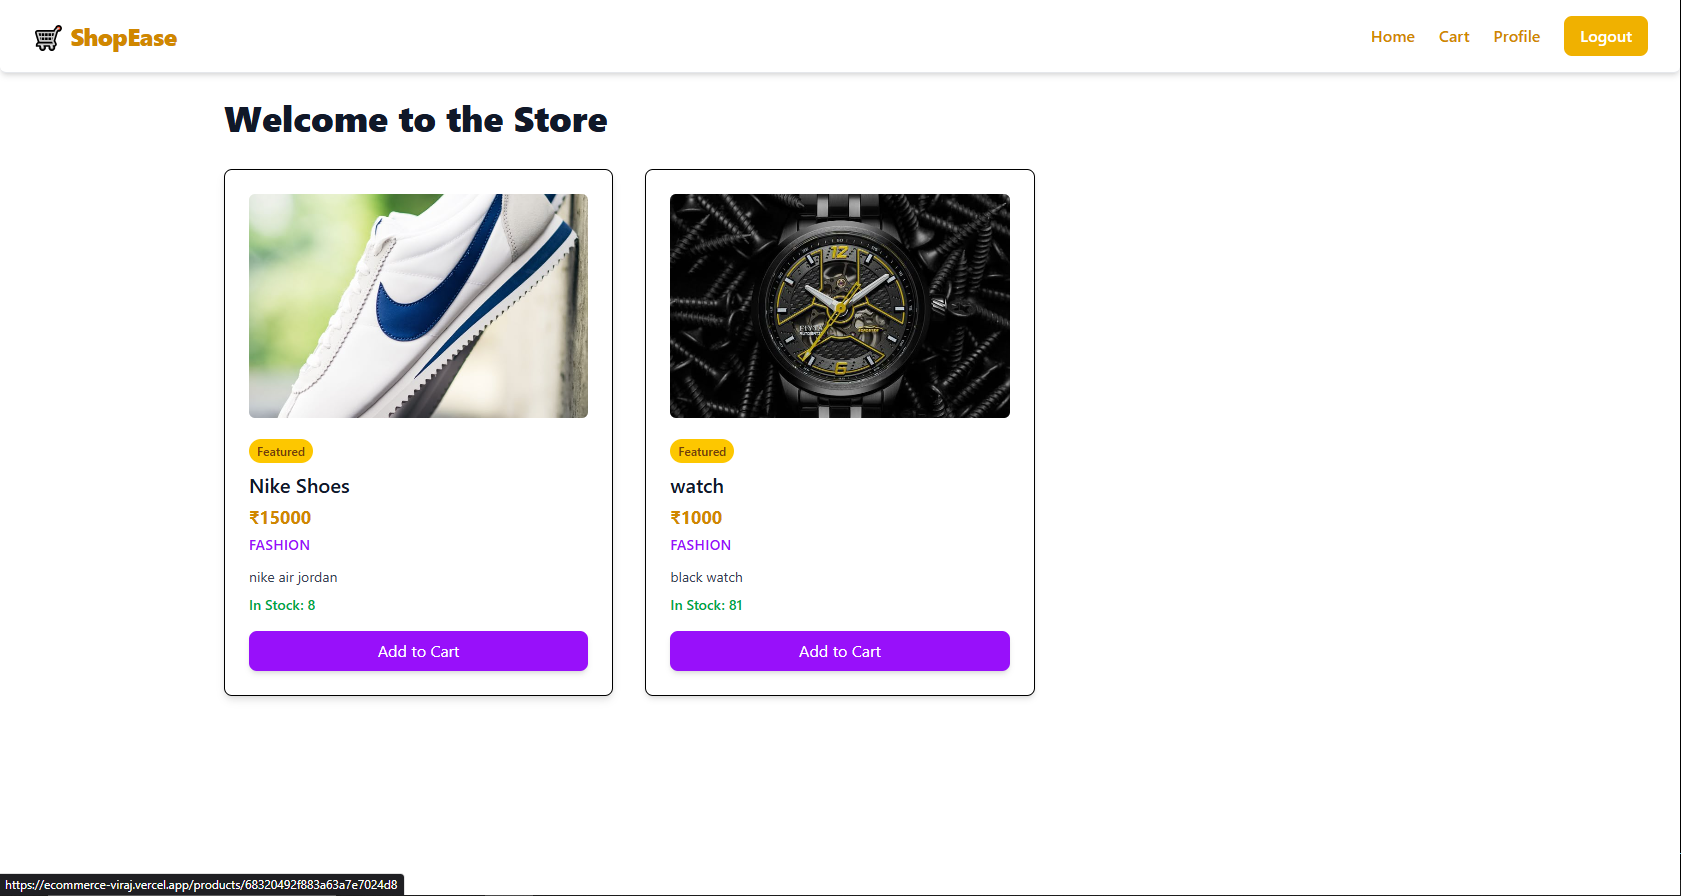 ShopEase
Home Cart Profile Logout
Welcome to the Store
12
6
Featured
Nike Shoes
₹15000
FASHION
nike air jordan
In Stock: 8
Add to Cart
Featured
watch
₹1000
FASHION
black watch
In Stock: 81
Add to Cart
https://ecommerce-viraj.vercel.app/products/68320492f883a63a7e7024d8